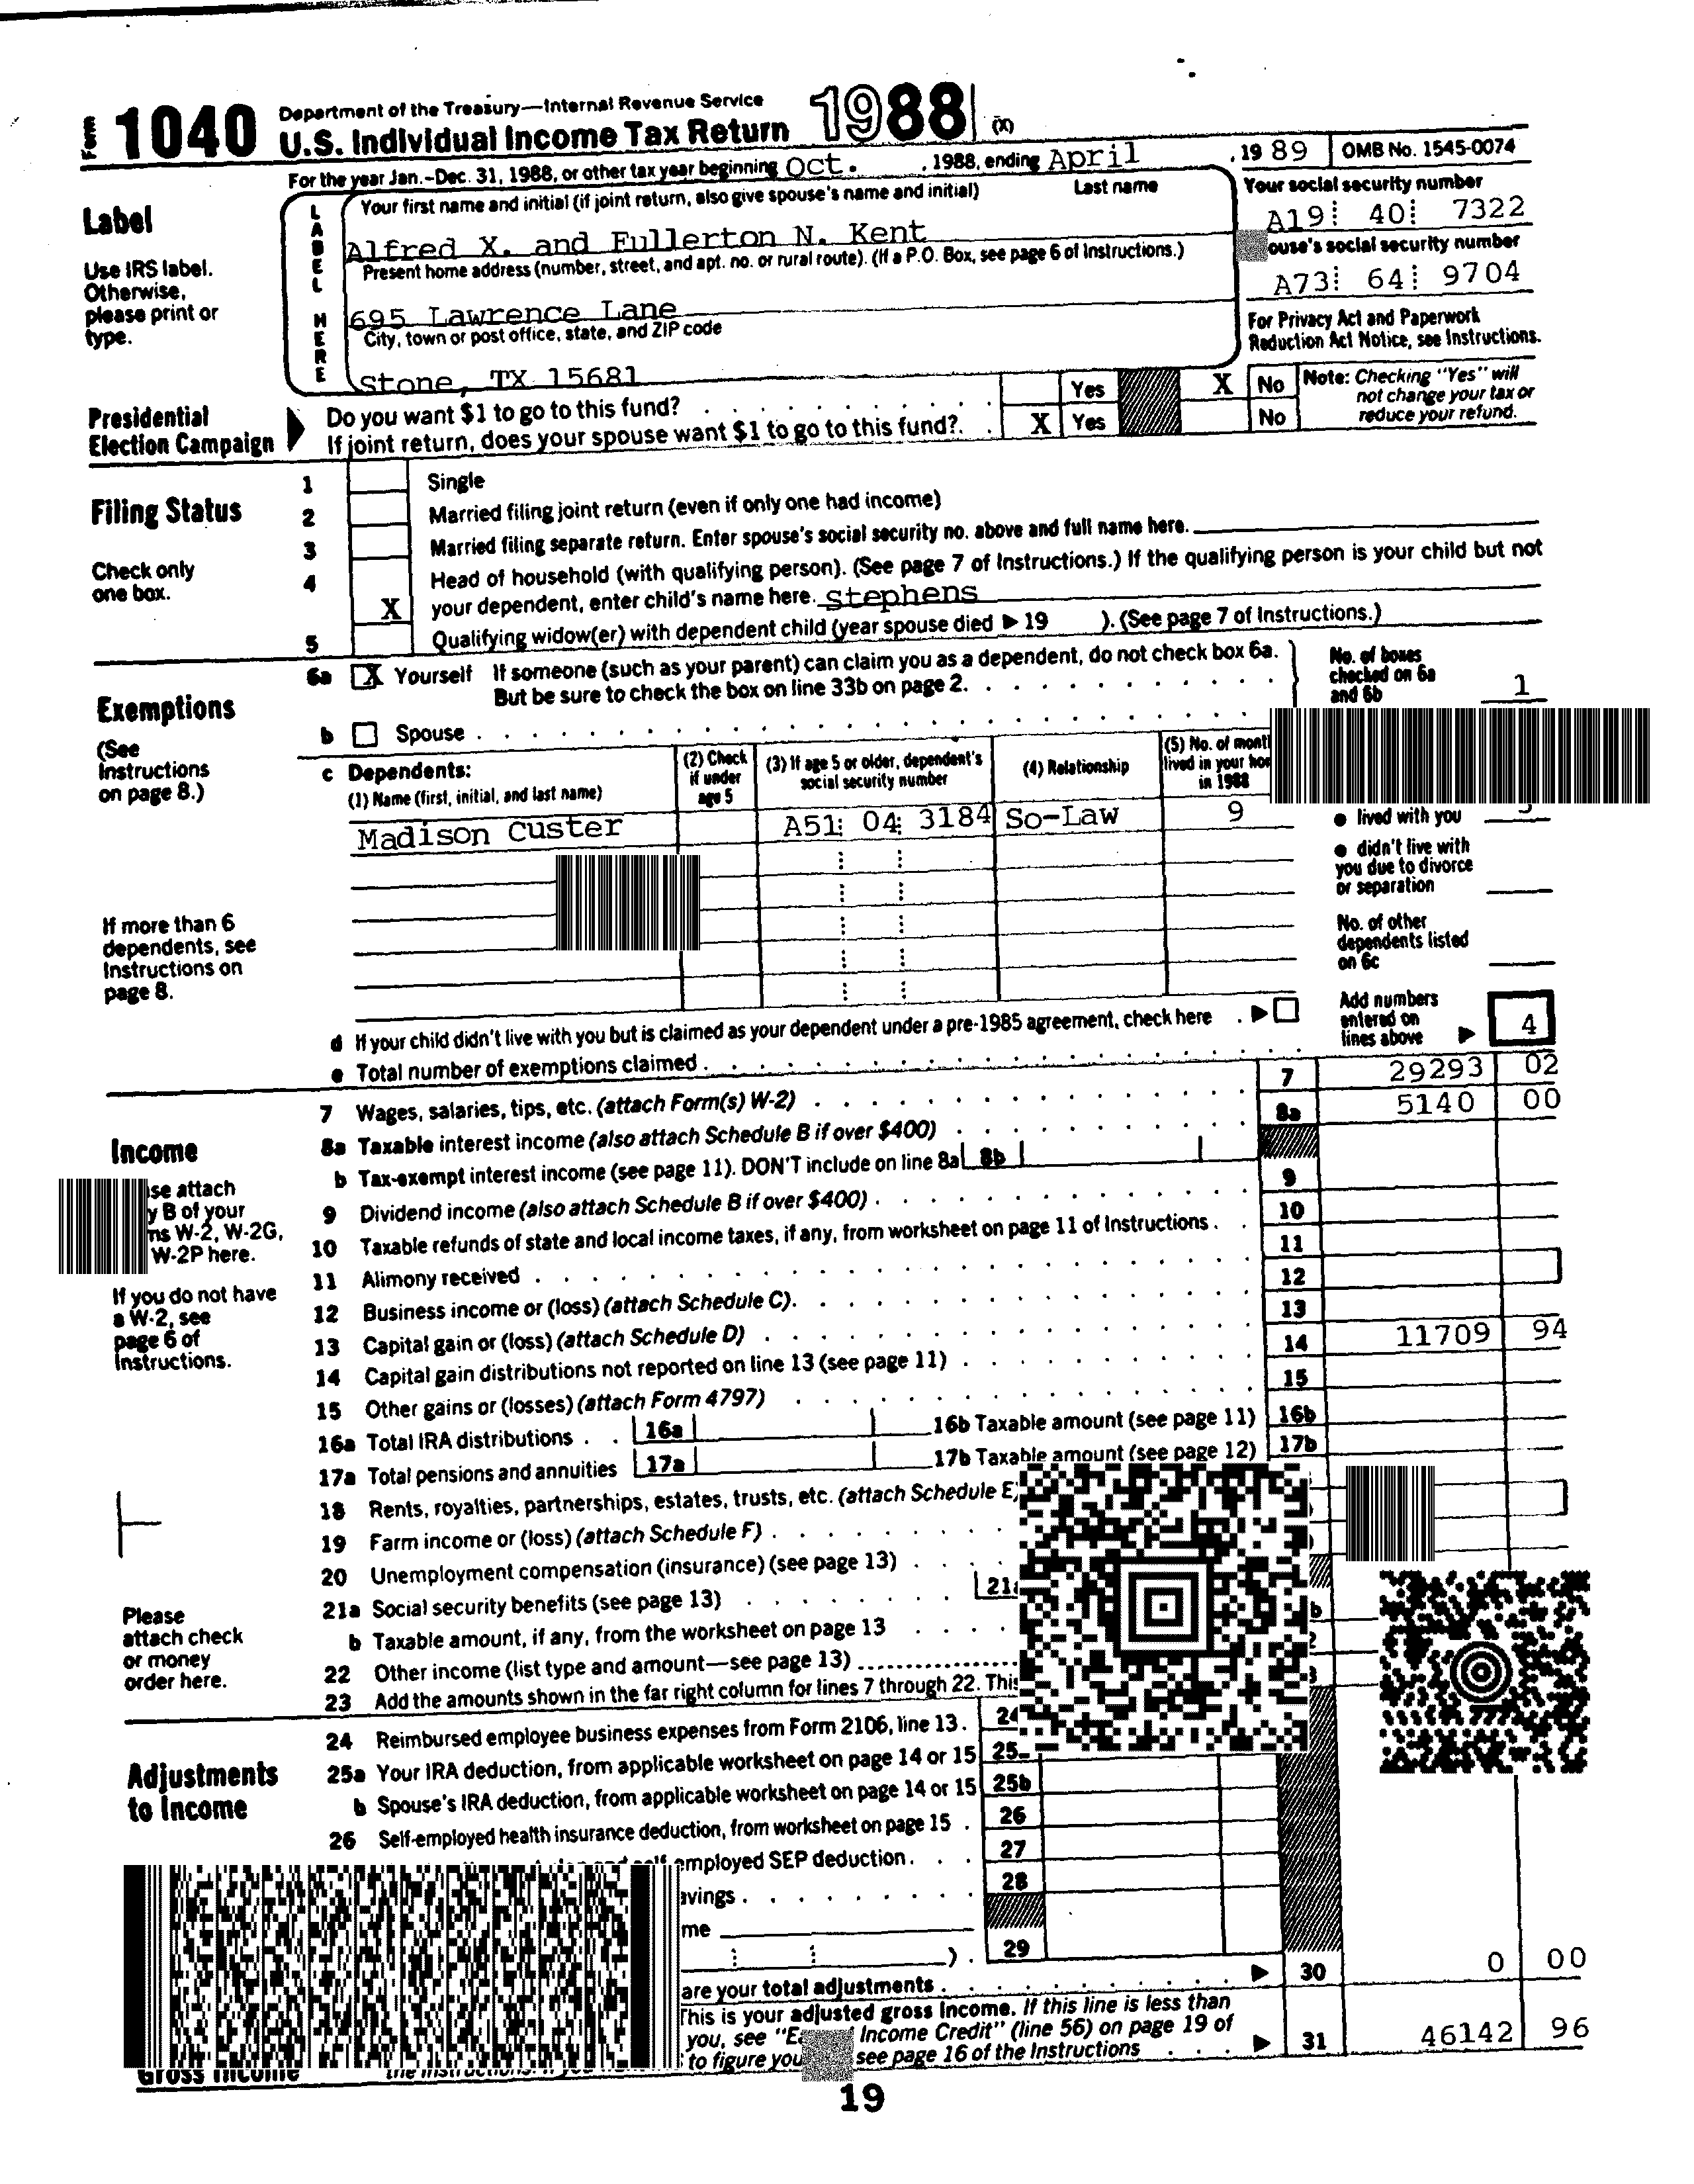 Form 1040 Department of the Treasury—Internal Revenue Service
U.S. Individual Income Tax Return 1988 (X)
For the year Jan.-Dec. 31, 1988, or other tax year beginning Oct. , 1988, ending April , 19 89 OMB No. 1545-0074
Label
Use IRS label.
Otherwise,
please print or
type.
LABEL HERE
Your first name and initial (if joint return, also give spouse's name and initial) Last name
Alfred X. and Fullerton N. Kent
Your social security number
A19 40 7322
Present home address (number, street, and apt. no. or rural route). (If a P.O. Box, see page 6 of Instructions.)
695 Lawrence Lane
ouse's social security number
A73 64 9704
City, town or post office, state, and ZIP code
Stone, TX 15681
For Privacy Act and Paperwork
Reduction Act Notice, see Instructions.
Presidential
Election Campaign
Do you want $1 to go to this fund? Yes X No
If joint return, does your spouse want $1 to go to this fund? X Yes No
Note: Checking "Yes" will
not change your tax or
reduce your refund.
Filing Status
Check only
one box.
1 Single
2 Married filing joint return (even if only one had income)
3 Married filing separate return. Enter spouse's social security no. above and full name here.
4 Head of household (with qualifying person). (See page 7 of Instructions.) If the qualifying person is your child but not
X your dependent, enter child's name here. Stephens
5 Qualifying widow(er) with dependent child (year spouse died ▶ 19 ). (See page 7 of Instructions.)
Exemptions
(See
Instructions
on page 8.)
6a X Yourself If someone (such as your parent) can claim you as a dependent, do not check box 6a.
But be sure to check the box on line 33b on page 2.
No. of boxes
checked on 6a
and 6b 1
b Spouse
c Dependents:
(1) Name (first, initial, and last name)
(2) Check
if under
age 5
(3) If age 5 or older, dependent's
social security number
(4) Relationship
(5) No. of
lived in your
in 1988
Madison Custer A51 04 3184 So-Law 9
● lived with you
● didn't live with
you due to divorce
or separation
No. of other
dependents listed
on 6c
If more than 6
dependents, see
Instructions on
page 8.
d If your child didn't live with you but is claimed as your dependent under a pre-1985 agreement, check here ▶
e Total number of exemptions claimed
Add numbers
entered on
lines above ▶ 4
Income
se attach
y B of your
ns W-2, W-2G,
W-2P here.
If you do not have
a W-2, see
page 6 of
Instructions.
Please
attach check
or money
order here.
7 Wages, salaries, tips, etc. (attach Form(s) W-2) 7 29293 02
8a Taxable interest income (also attach Schedule B if over $400) 8a 5140 00
b Tax-exempt interest income (see page 11). DON'T include on line 8a 8b
9 Dividend income (also attach Schedule B if over $400) 9
10 Taxable refunds of state and local income taxes, if any, from worksheet on page 11 of Instructions 10
11 Alimony received 11
12 Business income or (loss) (attach Schedule C) 12
13 Capital gain or (loss) (attach Schedule D) 13
14 Capital gain distributions not reported on line 13 (see page 11) 14 11709 94
15 Other gains or (losses) (attach Form 4797) 15
16a Total IRA distributions 16a 16b Taxable amount (see page 11) 16b
17a Total pensions and annuities 17a 17b Taxable amount (see page 12) 17b
18 Rents, royalties, partnerships, estates, trusts, etc. (attach Schedule E)
19 Farm income or (loss) (attach Schedule F)
20 Unemployment compensation (insurance) (see page 13)
21a Social security benefits (see page 13) 21
b Taxable amount, if any, from the worksheet on page 13 b
22 Other income (list type and amount—see page 13)
23 Add the amounts shown in the far right column for lines 7 through 22. This
Adjustments
to Income
24 Reimbursed employee business expenses from Form 2106, line 13. 24
25a Your IRA deduction, from applicable worksheet on page 14 or 15 25
b Spouse's IRA deduction, from applicable worksheet on page 14 or 15 25b
26 Self-employed health insurance deduction, from worksheet on page 15 26
employed SEP deduction 27
avings 28
me
) 29
are your total adjustments ▶ 30 0 00
This is your adjusted gross income. If this line is less than
you, see "Ea Income Credit" (line 56) on page 19 of
to figure you see page 16 of the Instructions ▶ 31 46142 96
Gross Income
19